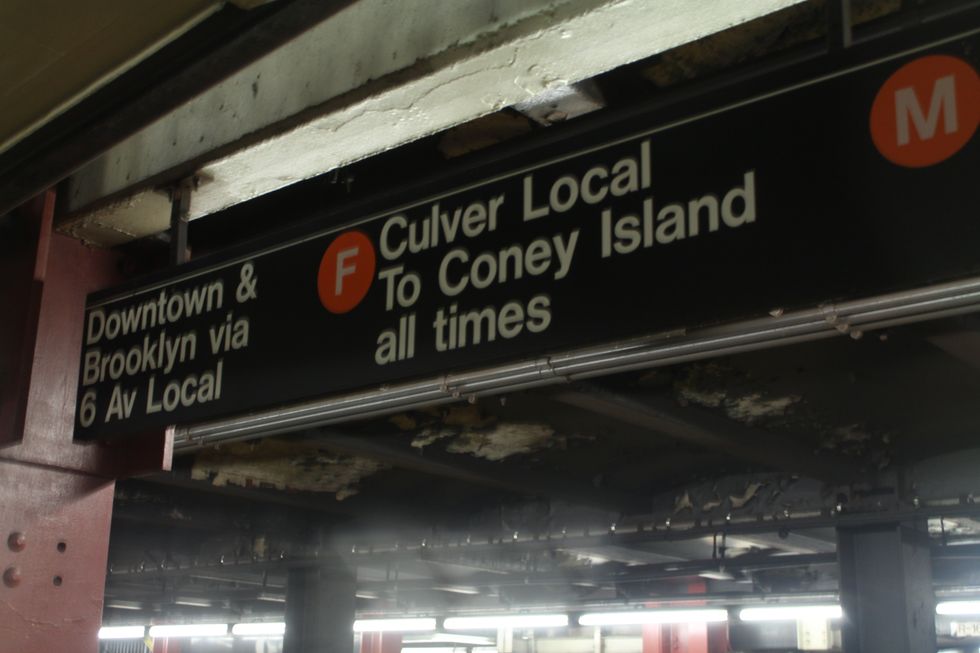 Downtown &
Brooklyn via
6 Av Local
F
Culver Local
To Coney Island
all times
M